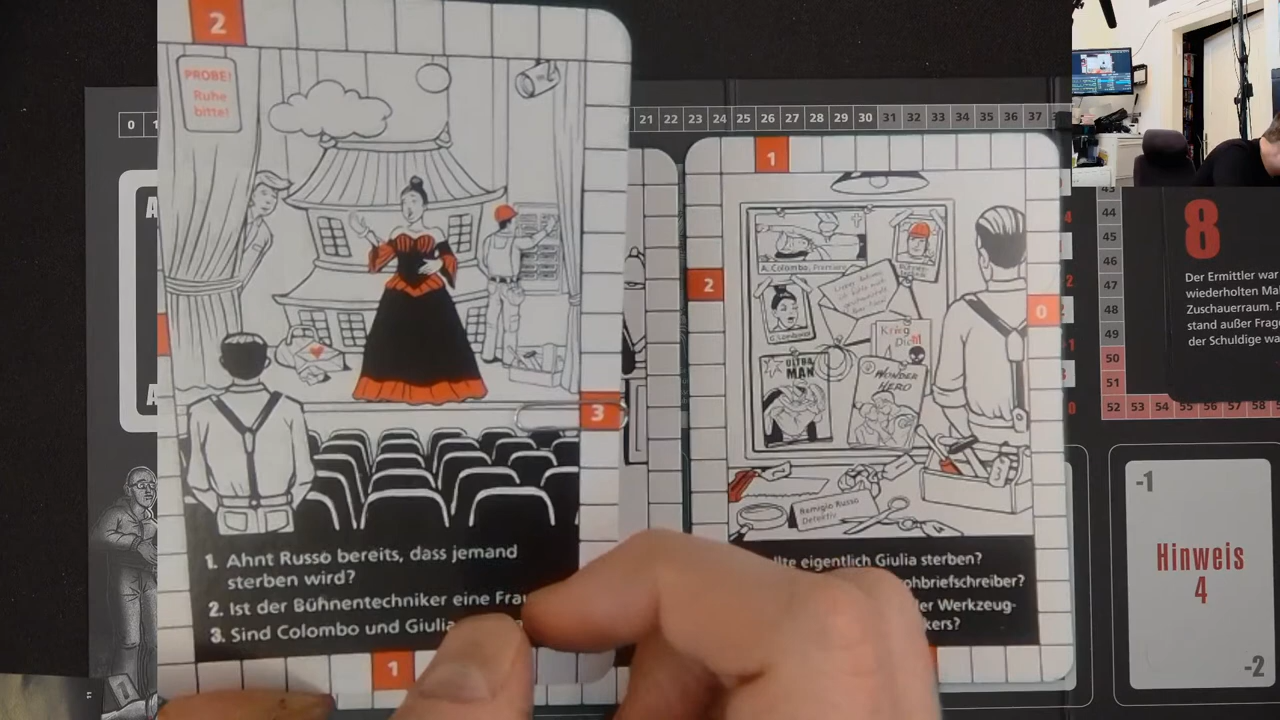 2
PROBE!
Ruhe
bitte!
3
1. Ahnt Russo bereits, dass jemand
sterben wird?
2. Ist der Bühnentechniker eine Frau
3. Sind Colombo und Giulia
1
0 1
21 22 23 24 25 26 27 28 29 30 31 32 33 34 35 36 37
1
2
0
A. Colombo, Premiere
G. Lombardi
Krieg
Dich!
ULTRA
MAN
WONDER
HERO
Remigio Russo
Detektiv
eigentlich Giulia sterben?
ohbriefschreiber?
er Werkzeug-
kers?
44
45
46
47
48
49
50
51
52 53 54 55 56 57 58
8
Der Ermittler war
wiederholten Mal
Zuschauerraum.
stand außer Frage
der Schuldige wa
-1
Hinweis
4
-2